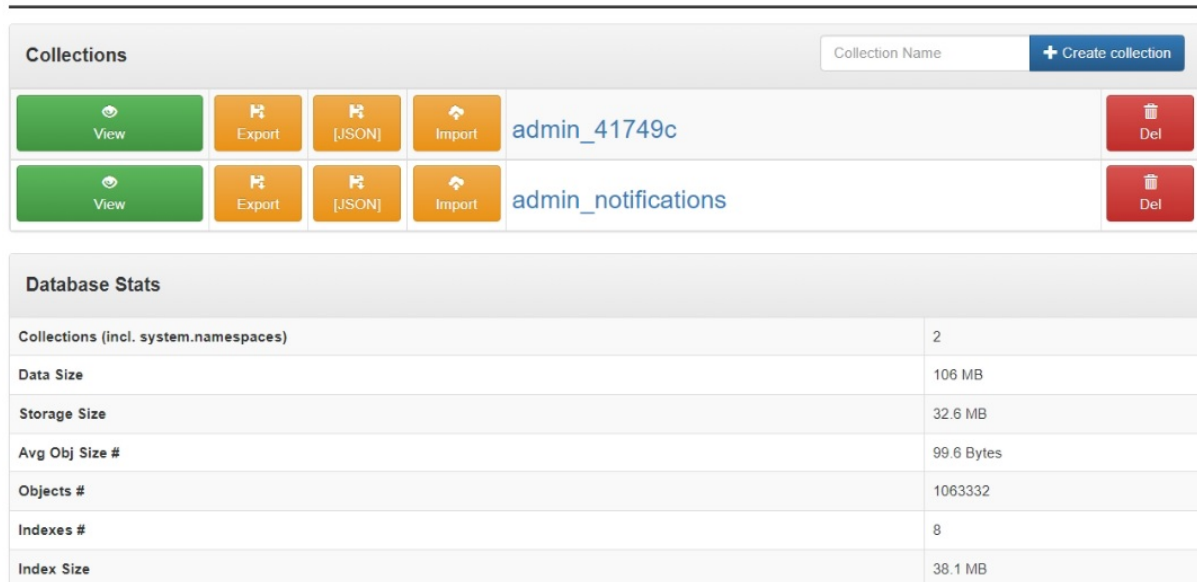 Collections
Collection Name
Create collection
View Export [JSON] Import admin_41749c Del
View Export [JSON] Import admin_notifications Del
Database Stats
Collections (incl. system.namespaces) 2
Data Size 106 MB
Storage Size 32.6 MB
Avg Obj Size # 99.6 Bytes
Objects # 1063332
Indexes # 8
Index Size 38.1 MB